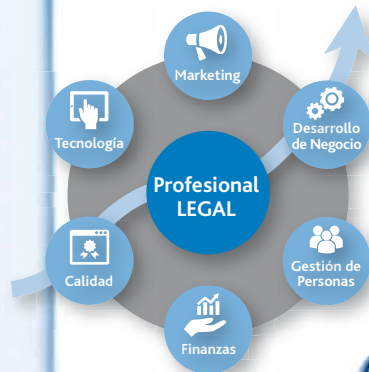 Marketing
Tecnología
Desarrollo
de Negocio
Profesional
LEGAL
Calidad
Gestión de
Personas
Finanzas